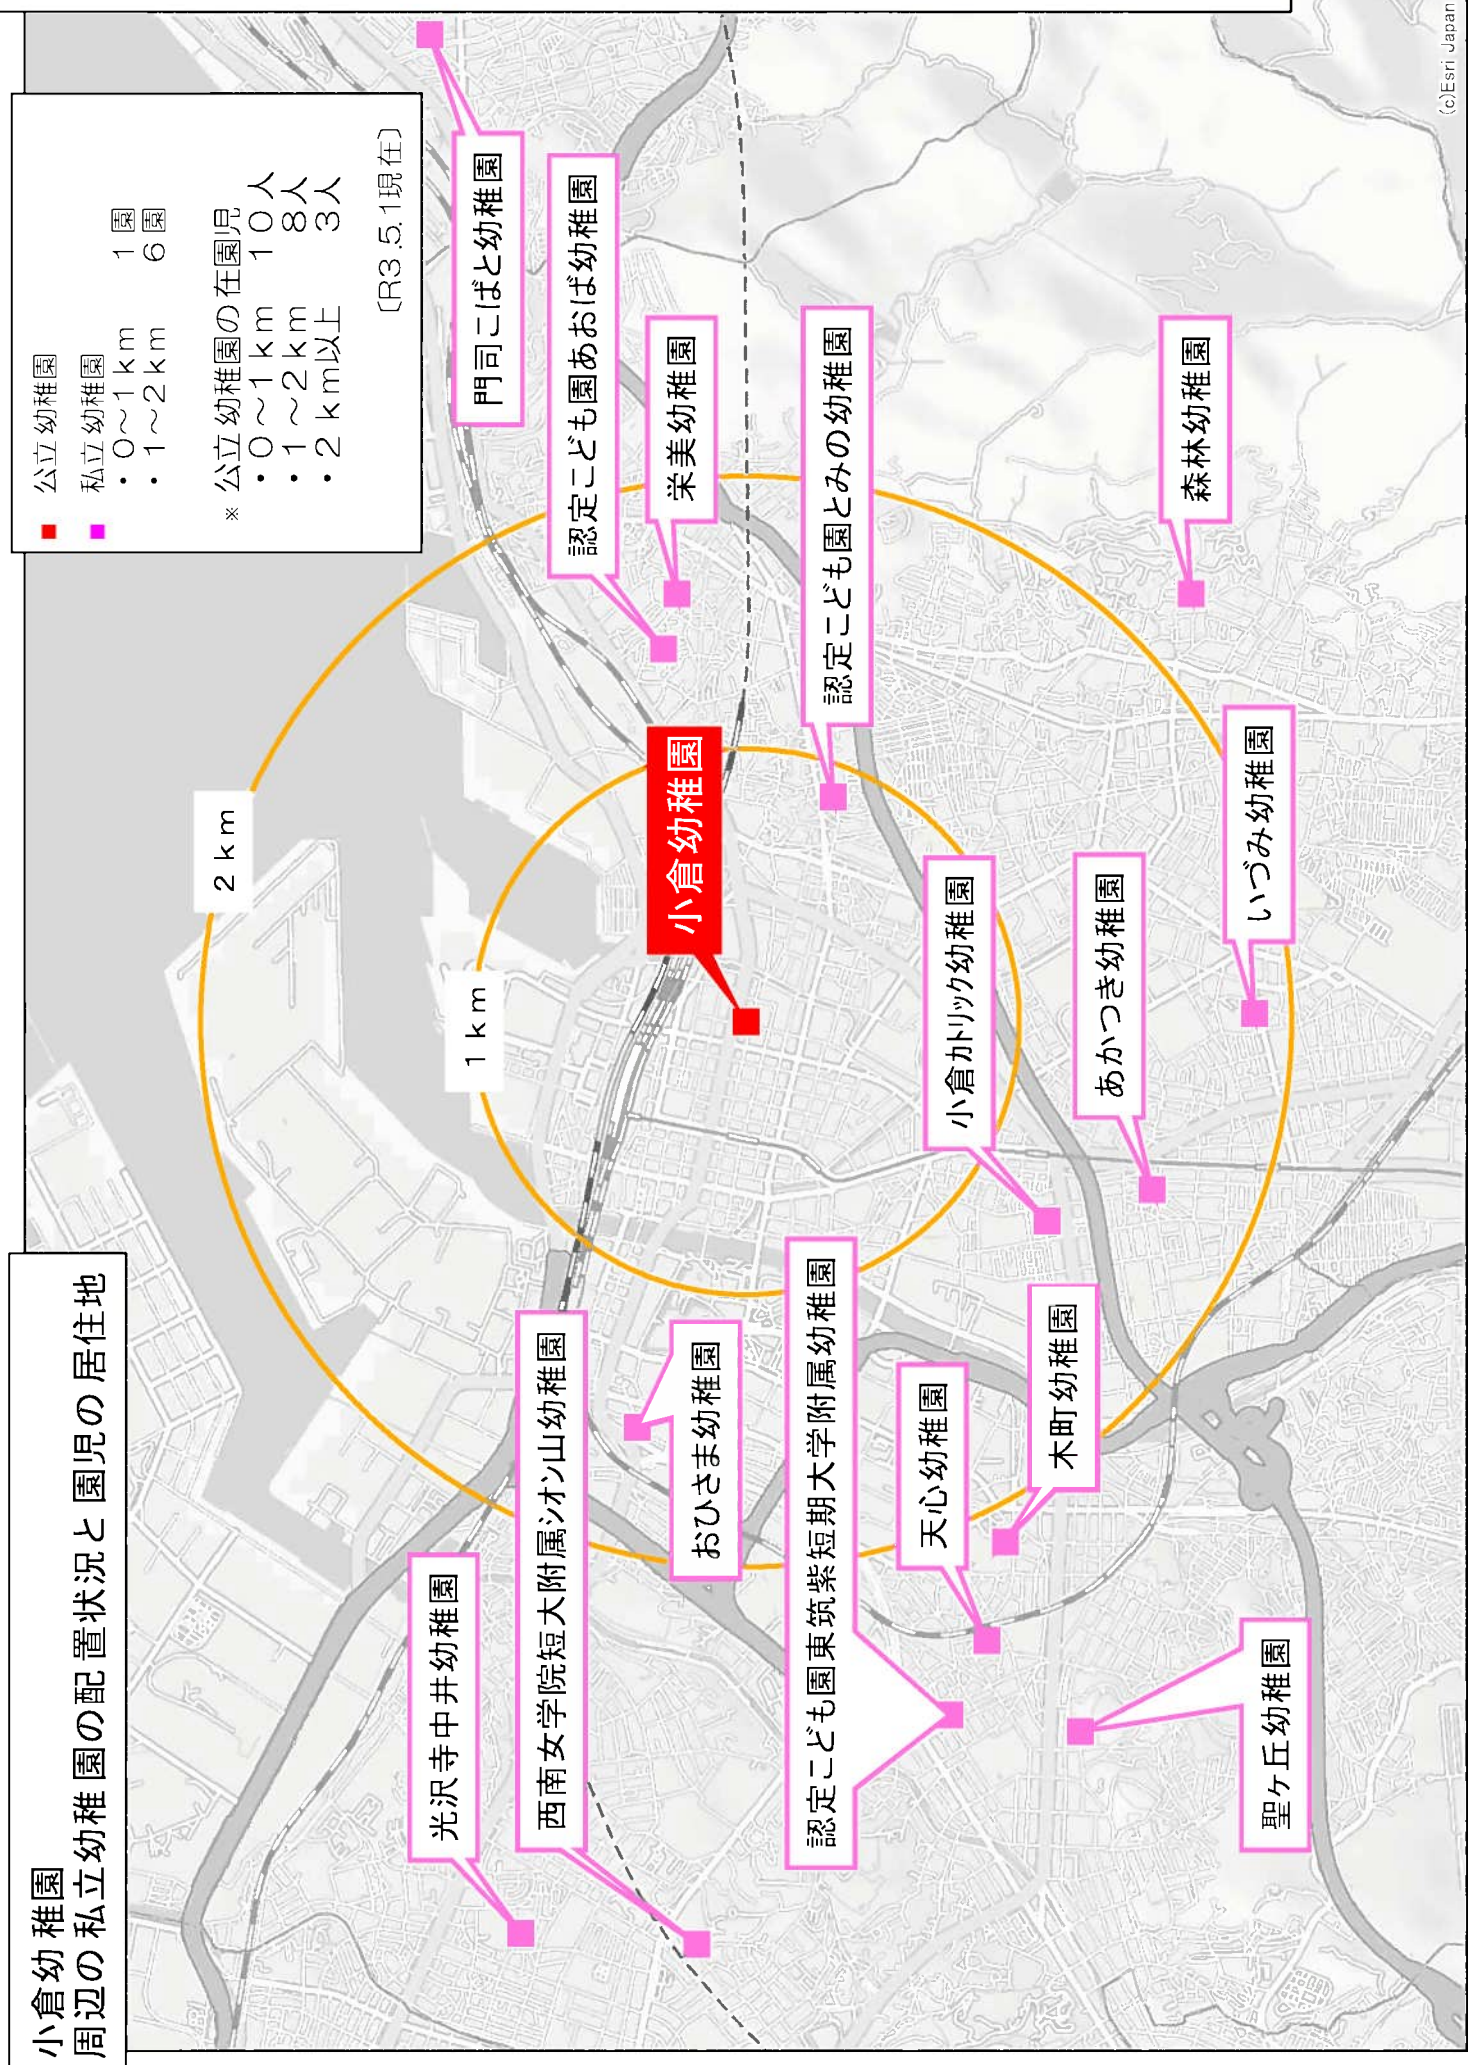 小倉幼稚園
周辺の私立幼稚園の配置状況と園児の居住地
■ 公立幼稚園
■ 私立幼稚園
・0～1km 1園
・1～2km 6園
※ 公立幼稚園の在園児
・0～1km 10人
・1～2km 8人
・2km以上 3人
〔R3.5.1現在〕
2km
1km
小倉幼稚園
門司こばと幼稚園
認定こども園あおば幼稚園
栄美幼稚園
認定こども園とみの幼稚園
森林幼稚園
いづみ幼稚園
あかつき幼稚園
小倉カトリック幼稚園
木町幼稚園
天心幼稚園
認定こども園東筑紫短期大学附属幼稚園
おひさま幼稚園
西南女学院短大附属シオン山幼稚園
光沢寺中井幼稚園
聖ヶ丘幼稚園
(c)Esri Japan